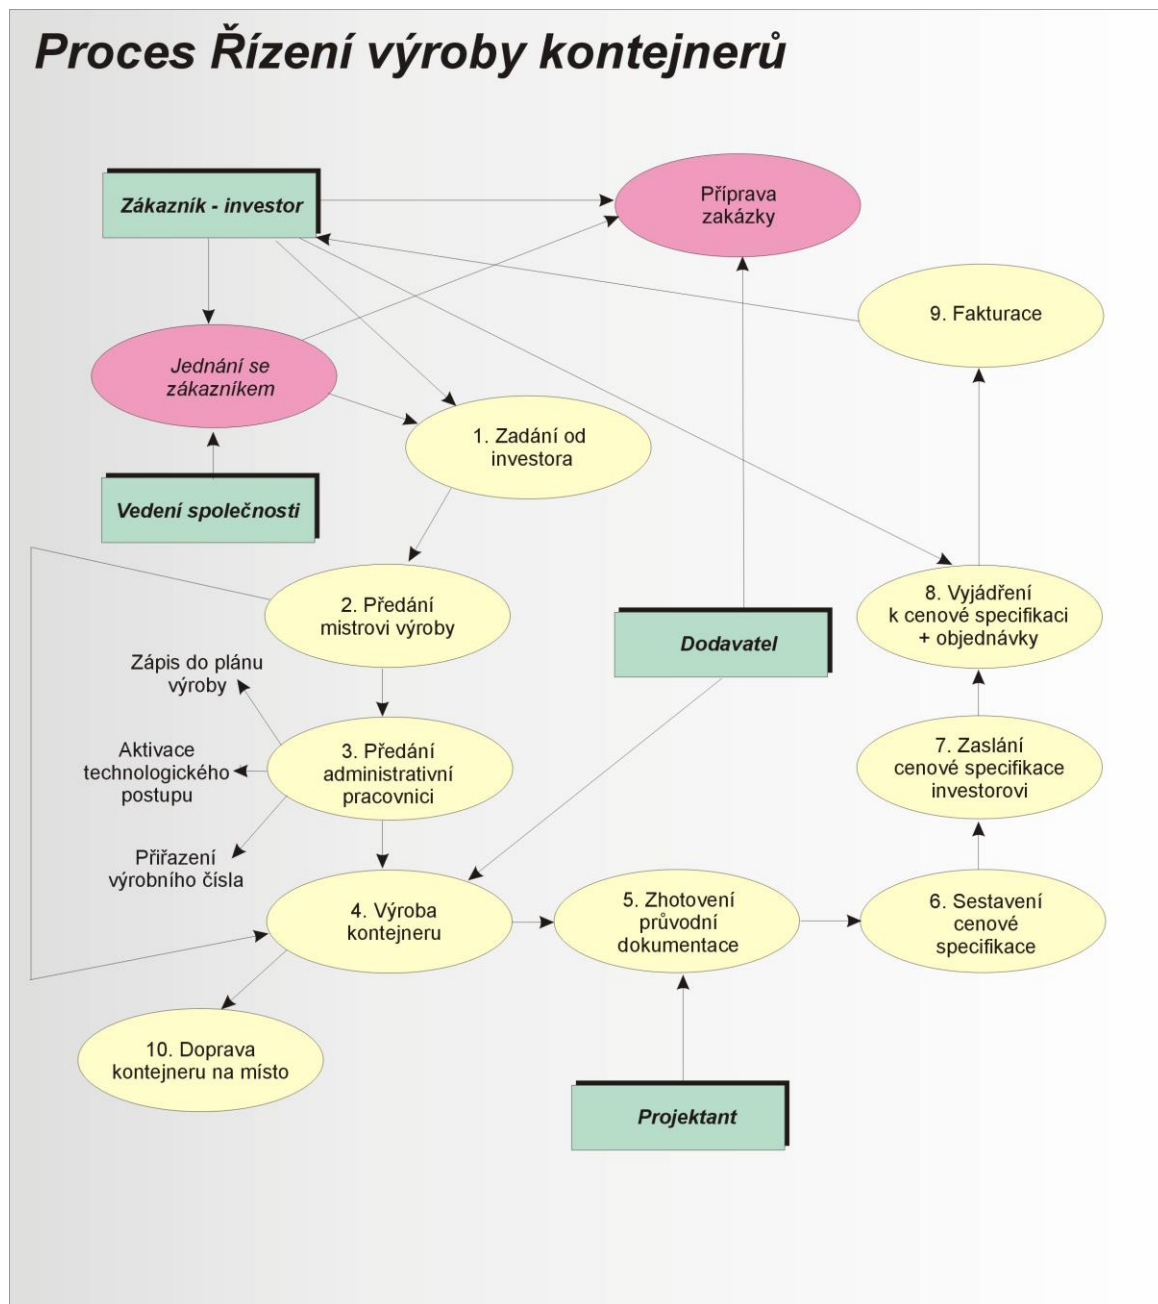 Proces Řízení výroby kontejnerů
Zákazník - investor
Příprava
zakázky
9. Fakturace
Jednání se
zákazníkem
1. Zadání od
investora
Vedení společnosti
2. Předání
mistrovi výroby
8. Vyjádření
k cenové specifikaci
+ objednávky
Dodavatel
Zápis do plánu
výroby
3. Předání
administrativní
pracovnici
Aktivace
technologického
postupu
7. Zaslání
cenové specifikace
investorovi
Přiřazení
výrobního čísla
4. Výroba
kontejneru
5. Zhotovení
průvodní
dokumentace
6. Sestavení
cenové
specifikace
10. Doprava
kontejneru na místo
Projektant